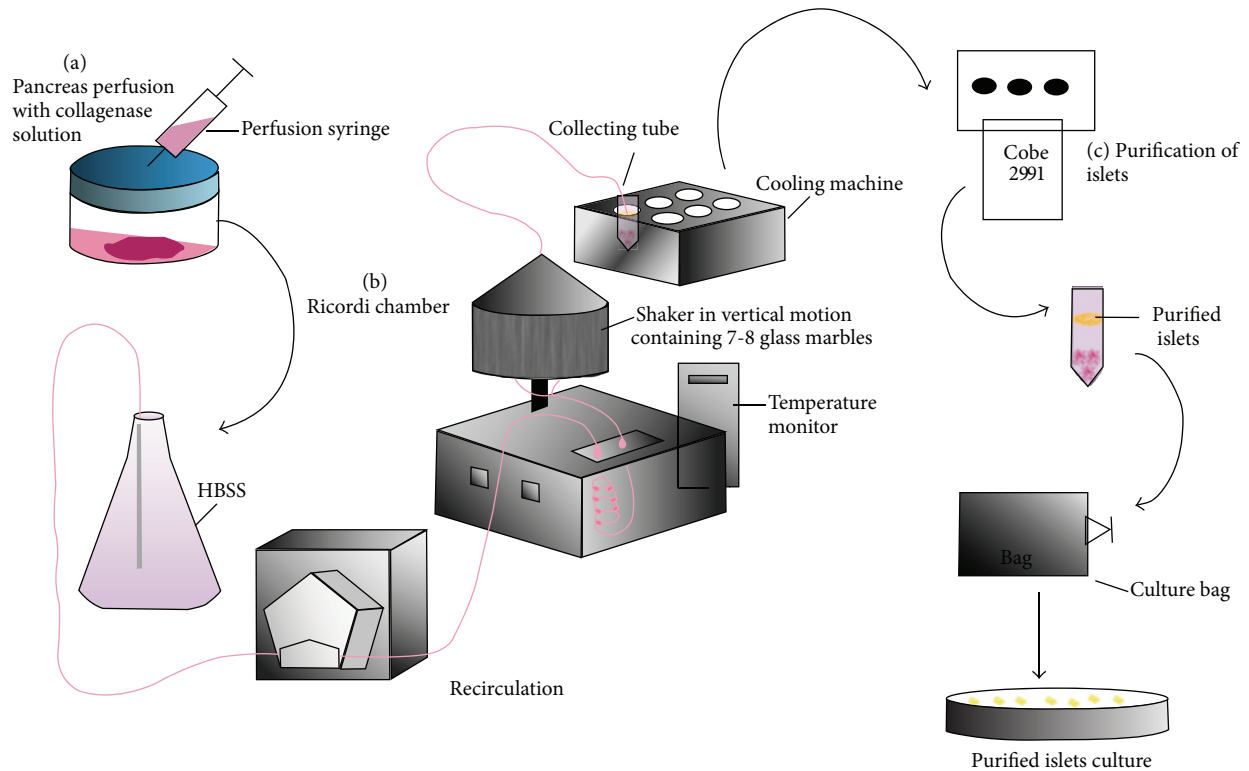 (a)
Pancreas perfusion
with collagenase
solution
Perfusion syringe
HBSS
Recirculation
(b)
Ricordi chamber
Shaker in vertical motion
containing 7-8 glass marbles
Temperature
monitor
Collecting tube
Cooling machine
Cobe
2991
(c) Purification of
islets
Purified
islets
Bag
Culture bag
Purified islets culture